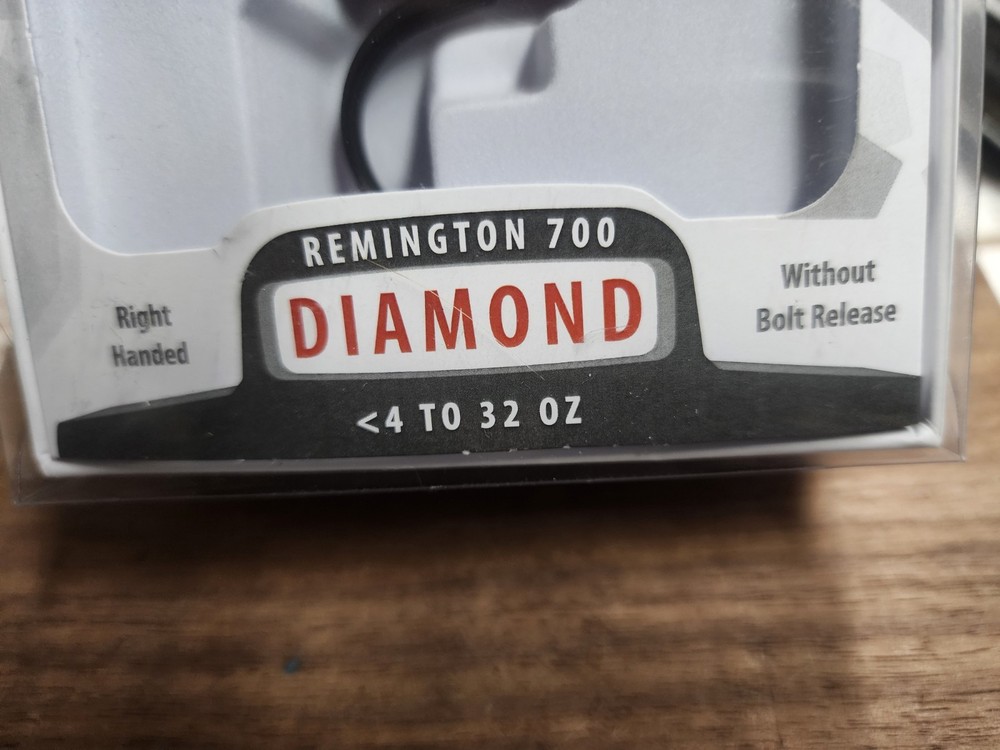 REMINGTON 700
DIAMOND
<4 TO 32 OZ
Right
Handed
Without
Bolt Release